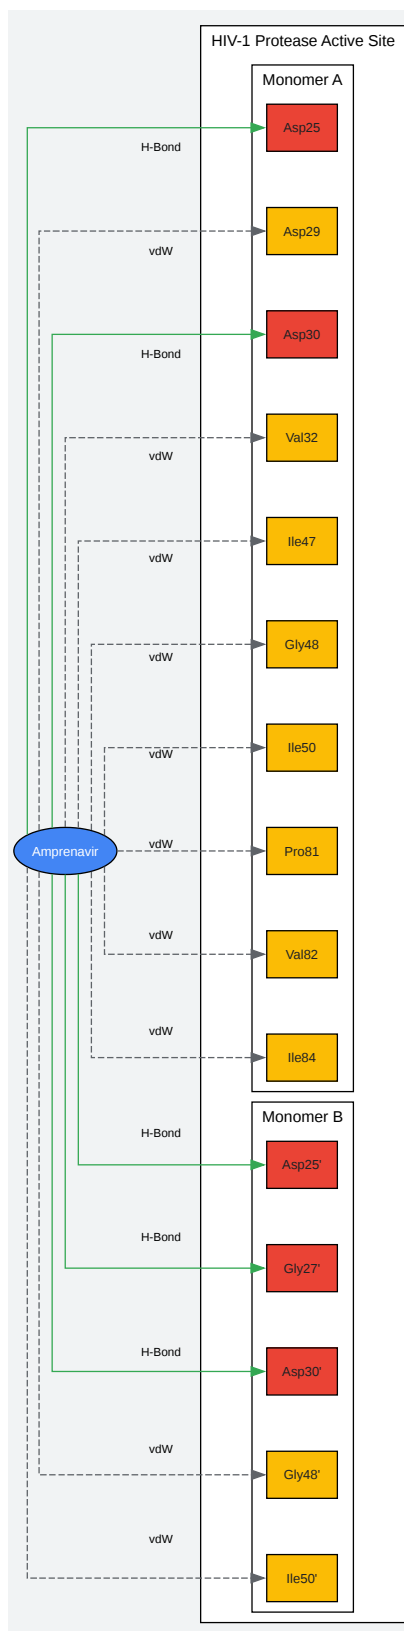 HIV-1 Protease Active Site
Monomer A
Asp25
H-Bond
Asp29
vdW
Asp30
H-Bond
Val32
vdW
Ile47
vdW
Gly48
vdW
Ile50
vdW
Amprenavir
vdW
Pro81
vdW
Val82
vdW
Ile84
Monomer B
H-Bond
Asp25'
H-Bond
Gly27'
H-Bond
Asp30'
vdW
Gly48'
vdW
Ile50'